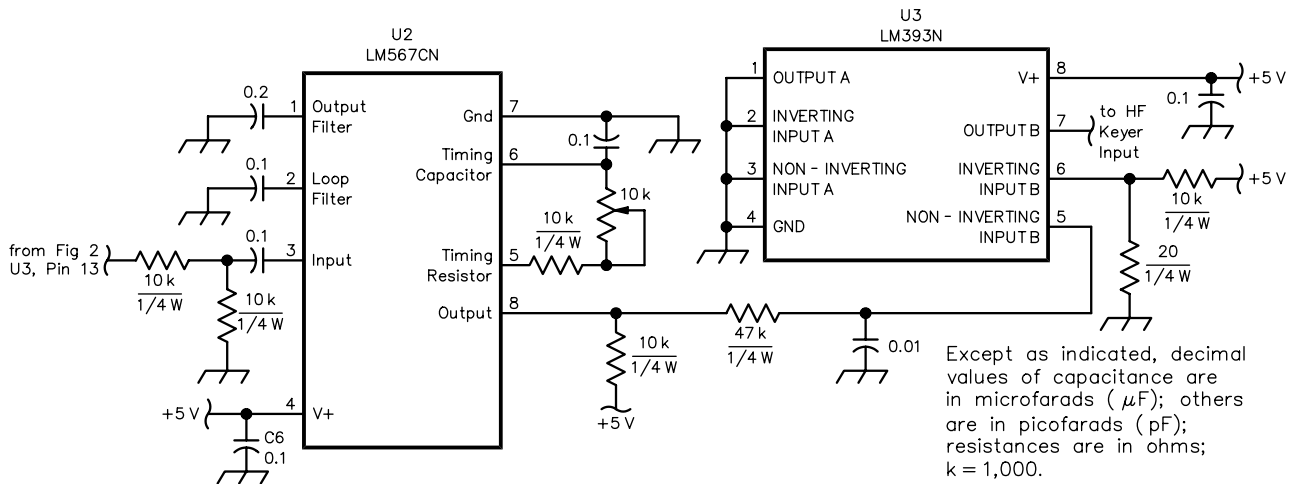 U2
LM567CN
0.2
1
Output
Filter
0.1
2
Loop
Filter
from Fig 2
U3, Pin 13
10 k
1/4 W
0.1
3
Input
10 k
1/4 W
+5 V
4
V+
C6
0.1
Gnd
7
0.1
Timing
Capacitor
6
10 k
10 k
1/4 W
Timing
Resistor
5
Output
8
10 k
1/4 W
+5 V
47 k
1/4 W
0.01
U3
LM393N
1
OUTPUT A
2
INVERTING
INPUT A
3
NON - INVERTING
INPUT A
4
GND
V+
8
0.1
+5 V
OUTPUT B
7
to HF
Keyer
Input
INVERTING
INPUT B
6
10 k
1/4 W
+5 V
NON - INVERTING
INPUT B
5
20
1/4 W
Except as indicated, decimal
values of capacitance are
in microfarads ( μF); others
are in picofarads ( pF);
resistances are in ohms;
k = 1,000.